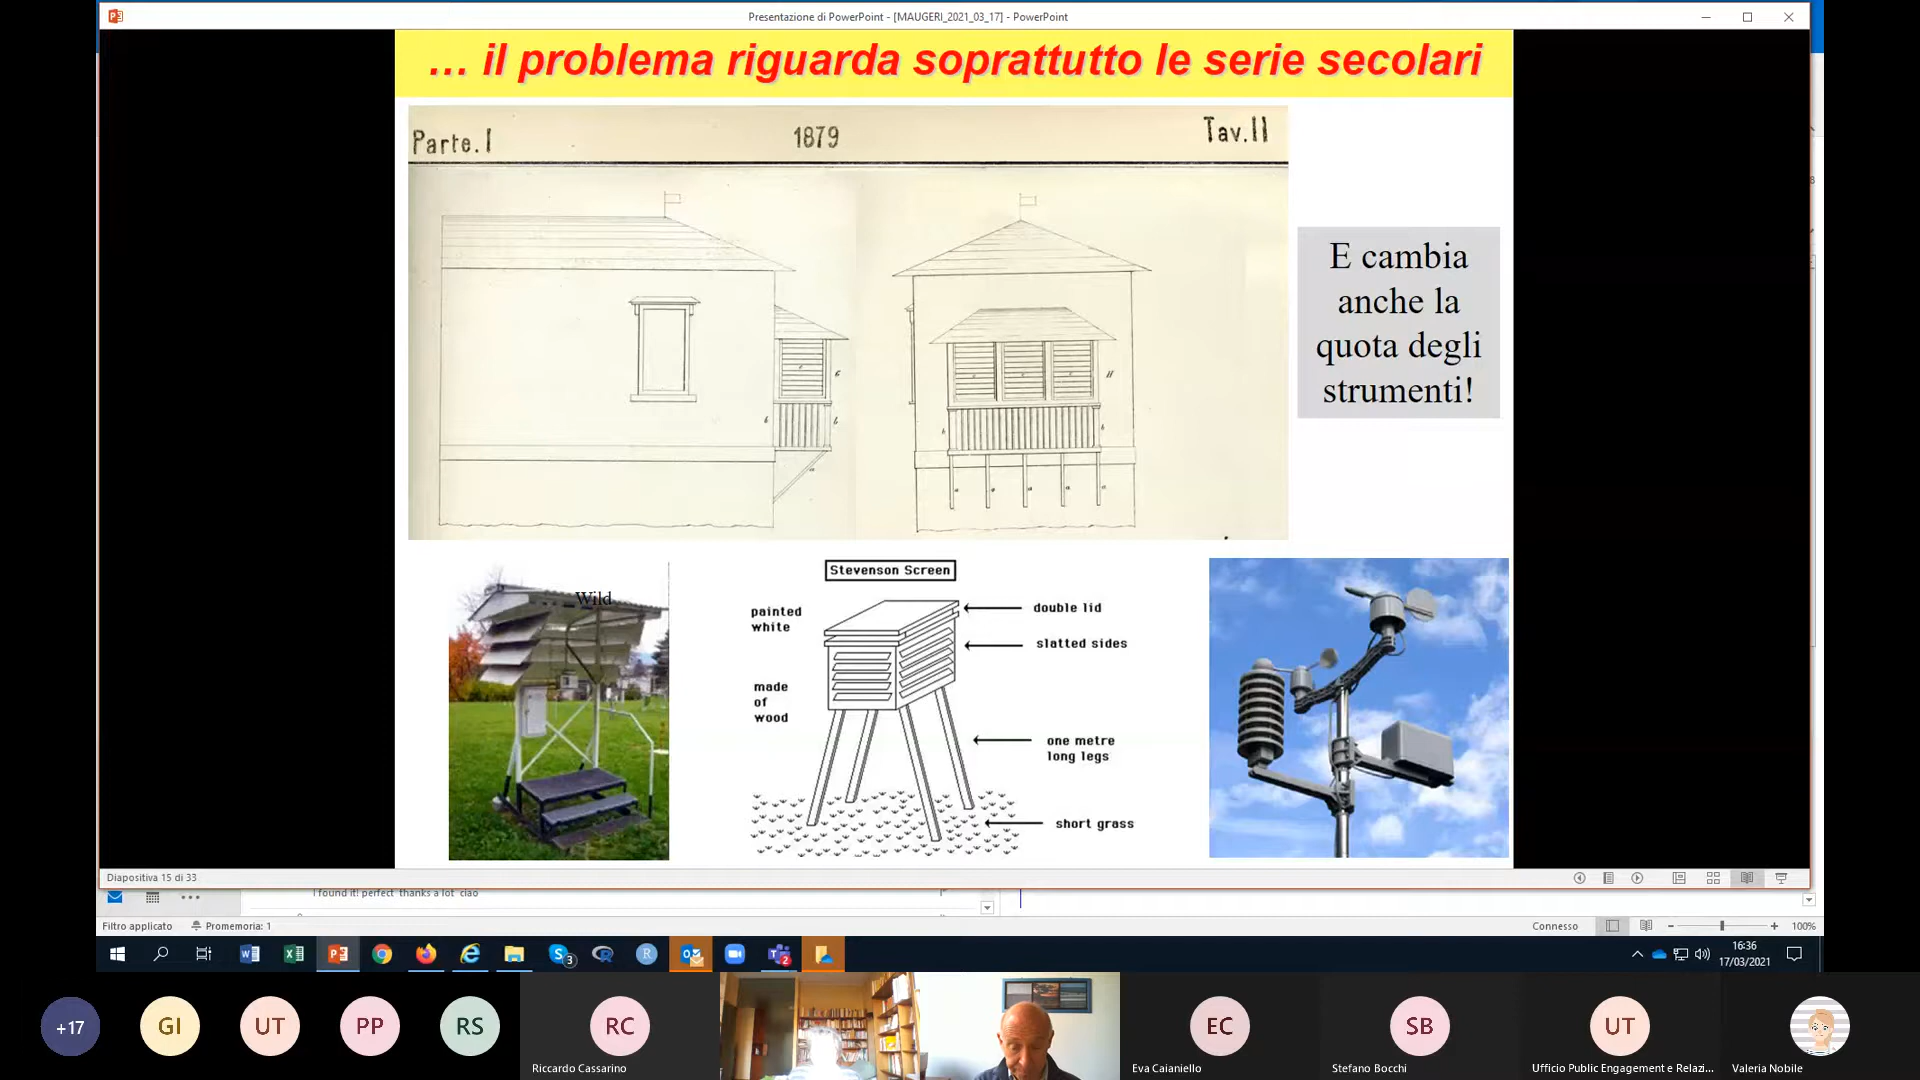 Presentazione di PowerPoint - [MAUGERI_2021_03_17] - PowerPoint
... il problema riguarda soprattutto le serie secolari
Parte.I 1879 Tav.II
E cambia
anche la
quota degli
strumenti!
Wild
Stevenson Screen
painted
white
double lid
slatted sides
made
of
wood
one metre
long legs
short grass
Diapositiva 15 di 33
I found it! perfect thanks a lot ciao
Filtro applicato Promemoria: 1 Connesso 100%
3
2
16:36
17/03/2021
+17 GI UT PP RS RC EC SB UT
Riccardo Cassarino Eva Caianiello Stefano Bocchi Ufficio Public Engagement e Relazi... Valeria Nobile